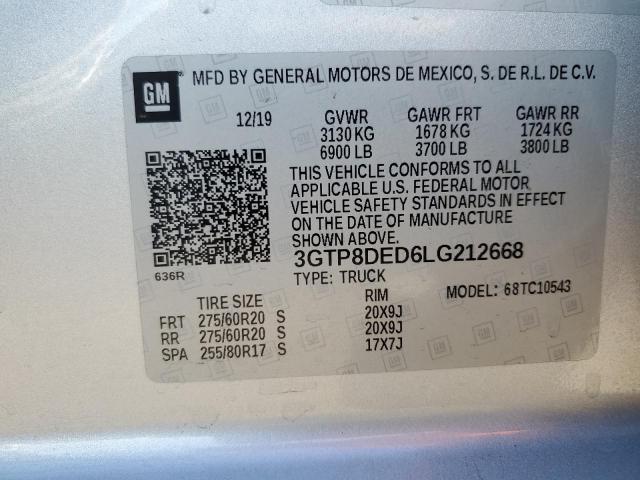 GM
MFD BY GENERAL MOTORS DE MEXICO, S. DE R.L. DE C.V.
12/19 GVWR GAWR FRT GAWR RR
3130 KG 1678 KG 1724 KG
6900 LB 3700 LB 3800 LB
THIS VEHICLE CONFORMS TO ALL
APPLICABLE U.S. FEDERAL MOTOR
VEHICLE SAFETY STANDARDS IN EFFECT
ON THE DATE OF MANUFACTURE
SHOWN ABOVE.
636R
3GTP8DED6LG212668
TYPE: TRUCK MODEL: 68TC10543
TIRE SIZE RIM
FRT 275/60R20 S 20X9J
RR 275/60R20 S 20X9J
SPA 255/80R17 S 17X7J